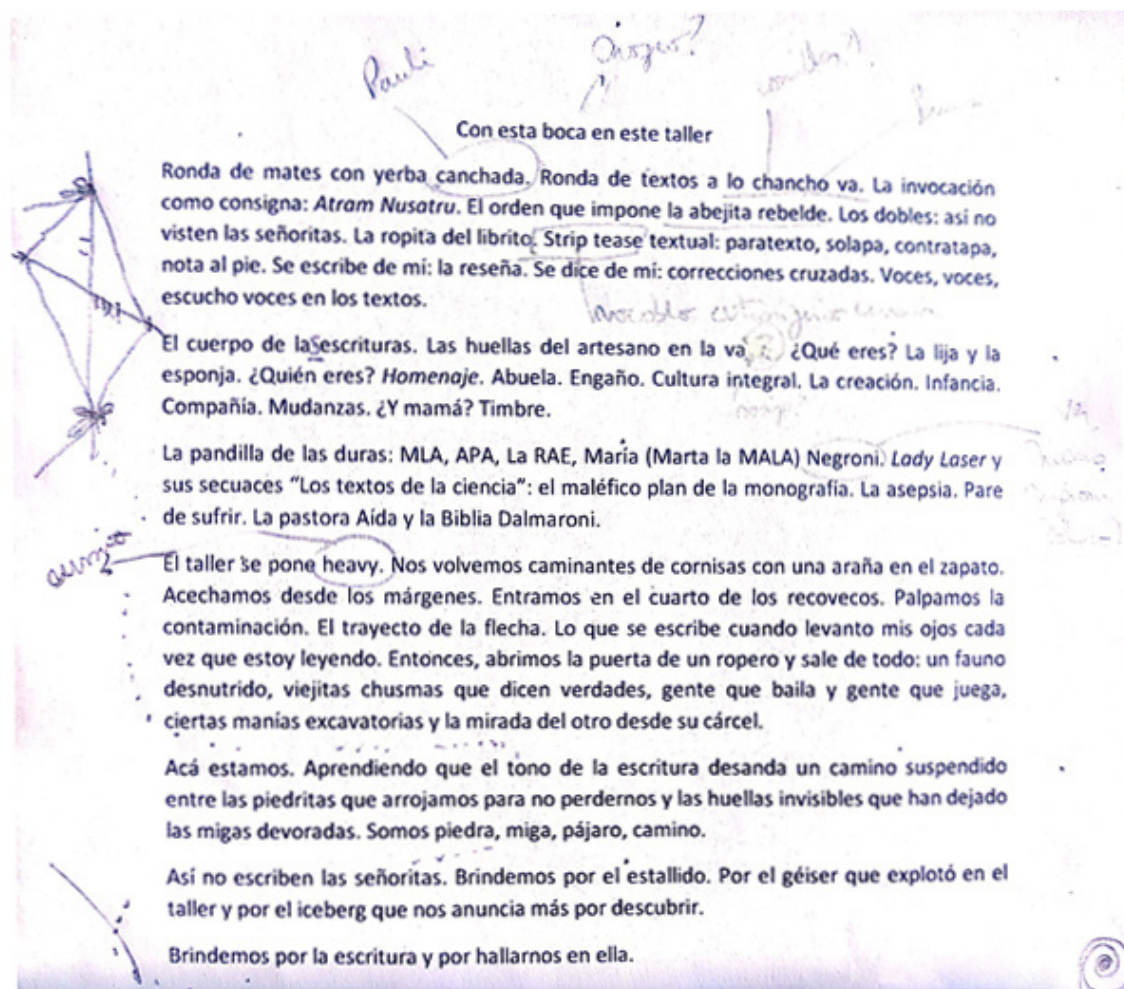 Pauli
Con esta boca en este taller
Ronda de mates con yerba canchada. Ronda de textos a lo chancho va. La invocación
como consigna: Atram Nusatru. El orden que impone la abejita rebelde. Los dobles: asi no
visten las señoritas. La ropita del librito. Strip tease textual: paratexto, solapa, contratapa,
nota al pie. Se escribe de mi: la reseña. Se dice de mi: correcciones cruzadas. Voces, voces,
escucho voces en los textos.
El cuerpo de laSescrituras. Las huellas del artesano en la va ¿Qué eres? La lija y la
esponja. ¿Quién eres? Homenaje. Abuela. Engaño. Cultura integral. La creación. Infancia.
Compañía. Mudanzas. ¿Y mamá? Timbre.
La pandilla de las duras: MLA, APA, La RAE, María (Marta la MALA) Negroni. Lady Laser y
sus secuaces “Los textos de la ciencia”: el maléfico plan de la monografía. La asepsia. Pare
de sufrir. La pastora Aída y la Biblia Dalmaroni.
El taller se pone heavy. Nos volvemos caminantes de cornisas con una araña en el zapato.
Acechamos desde los márgenes. Entramos en el cuarto de los recovecos. Palpamos la
contaminación. El trayecto de la flecha. Lo que se escribe cuando levanto mis ojos cada
vez que estoy leyendo. Entonces, abrimos la puerta de un ropero y sale de todo: un fauno
desnutrido, viejitas chusmas que dicen verdades, gente que baila y gente que juega,
ciertas manías excavatorias y la mirada del otro desde su cárcel.
Acá estamos. Aprendiendo que el tono de la escritura desanda un camino suspendido
entre las piedritas que arrojamos para no perdernos y las huellas invisibles que han dejado
las migas devoradas. Somos piedra, miga, pájaro, camino.
Así no escriben las señoritas. Brindemos por el estallido. Por el géiser que explotó en el
taller y por el iceberg que nos anuncia más por descubrir.
Brindemos por la escritura y por hallarnos en ella.